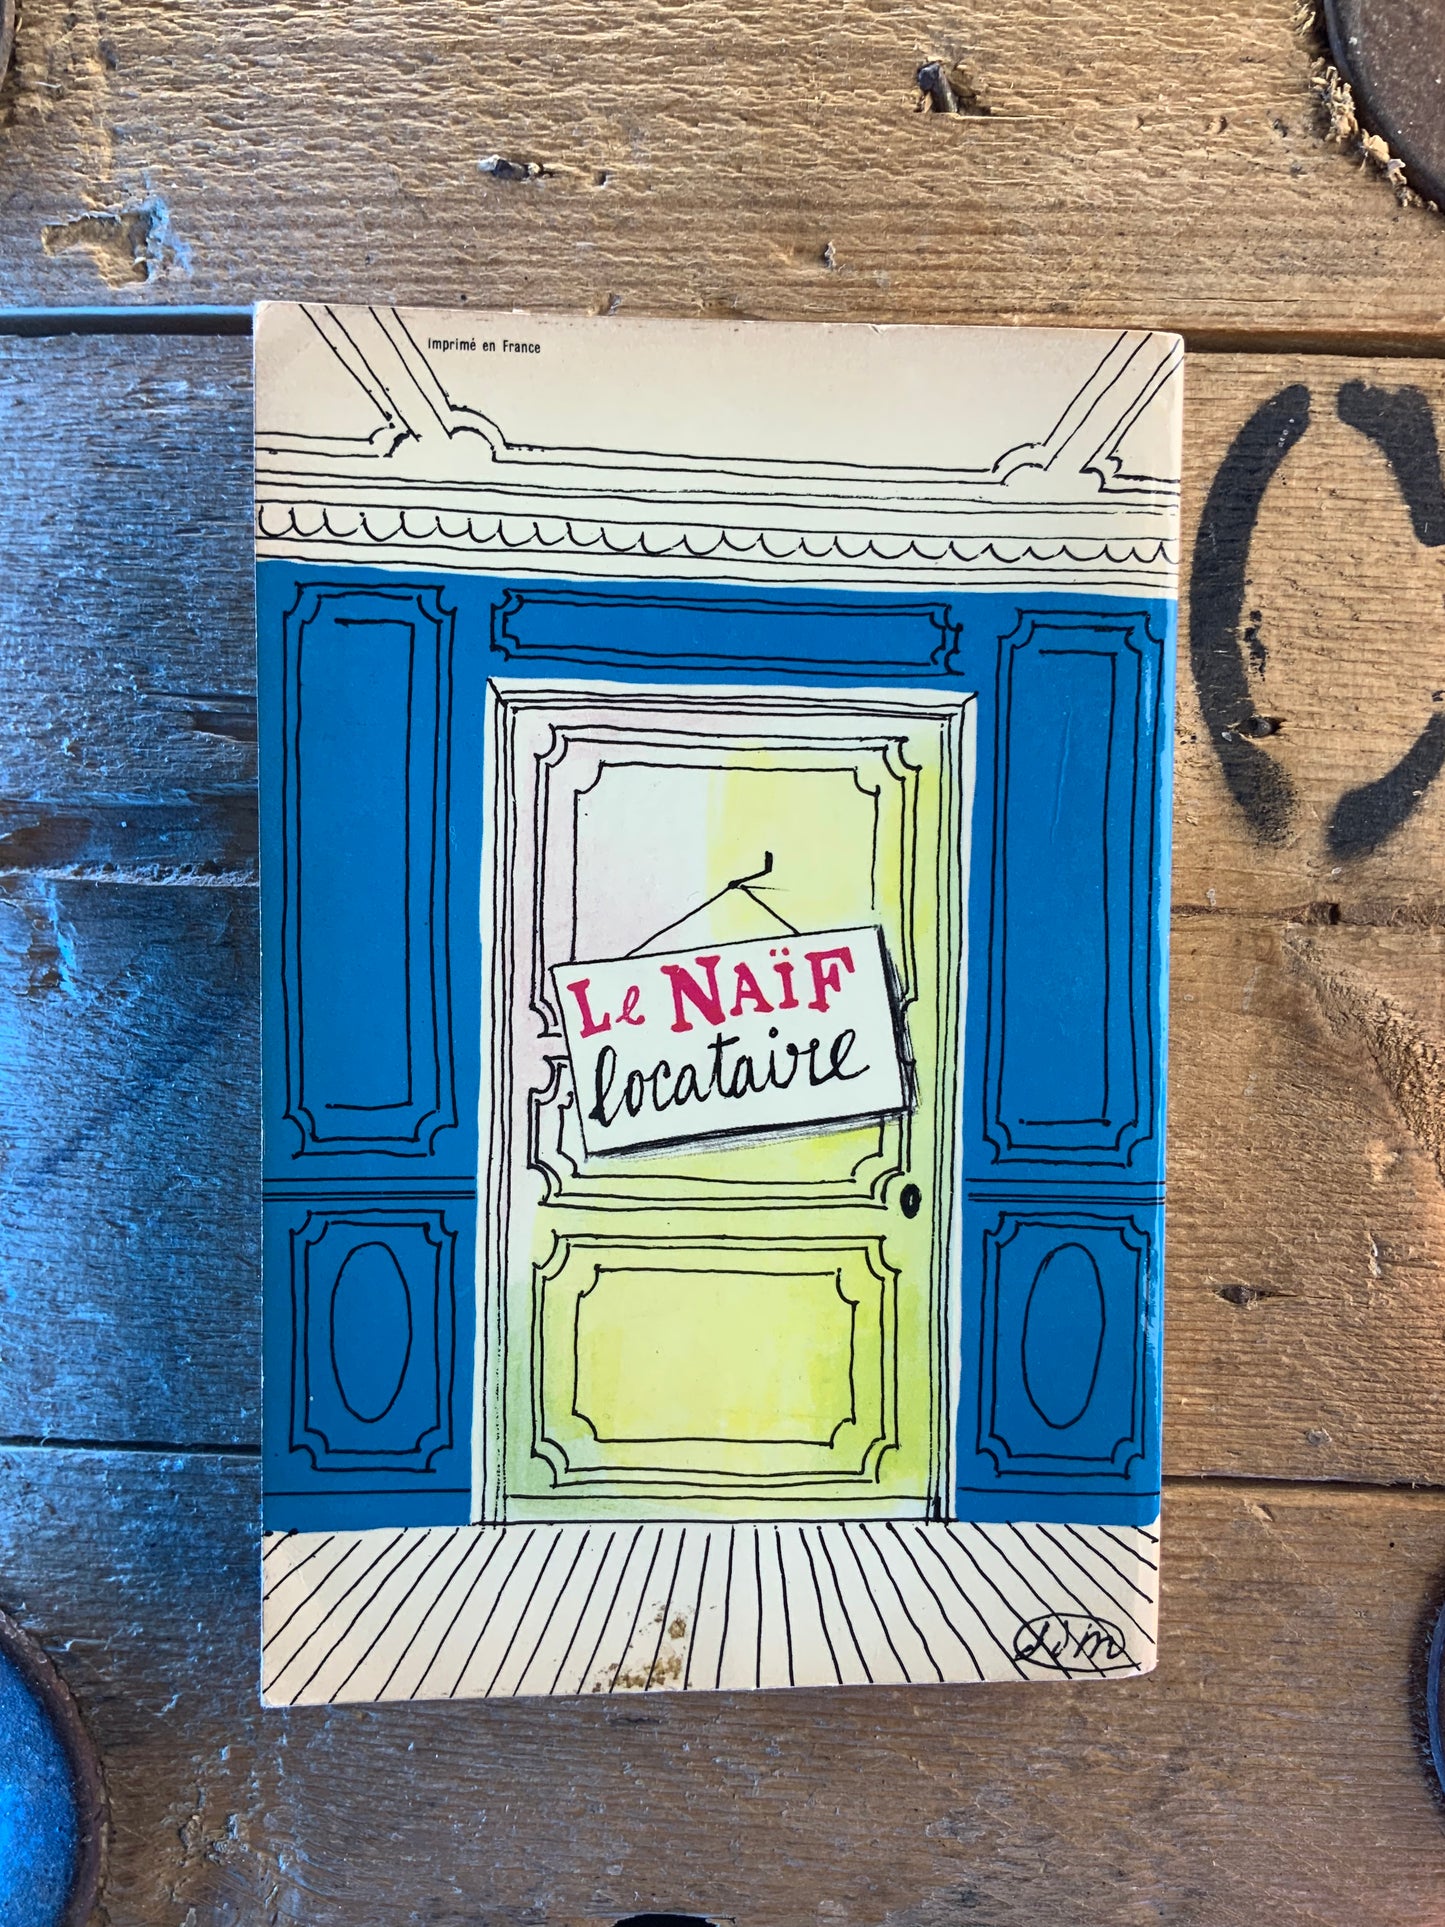 Imprimé en France
Le NAÏF
locataire